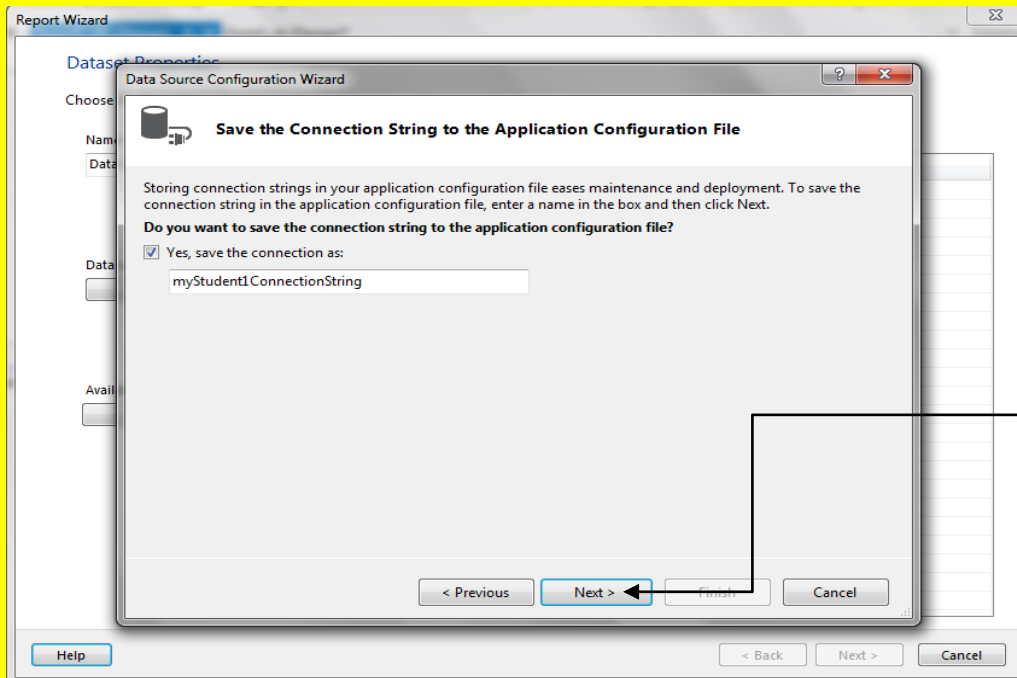 Report Wizard
Dataset Properties
Data Source Configuration Wizard
Choose
Save the Connection String to the Application Configuration File
Name
Data
Storing connection strings in your application configuration file eases maintenance and deployment. To save the
connection string in the application configuration file, enter a name in the box and then click Next.
Do you want to save the connection string to the application configuration file?
Yes, save the connection as:
Data
myStudent1ConnectionString
Avail
< Previous
Next >
Finish
Cancel
Help
< Back
Next >
Cancel